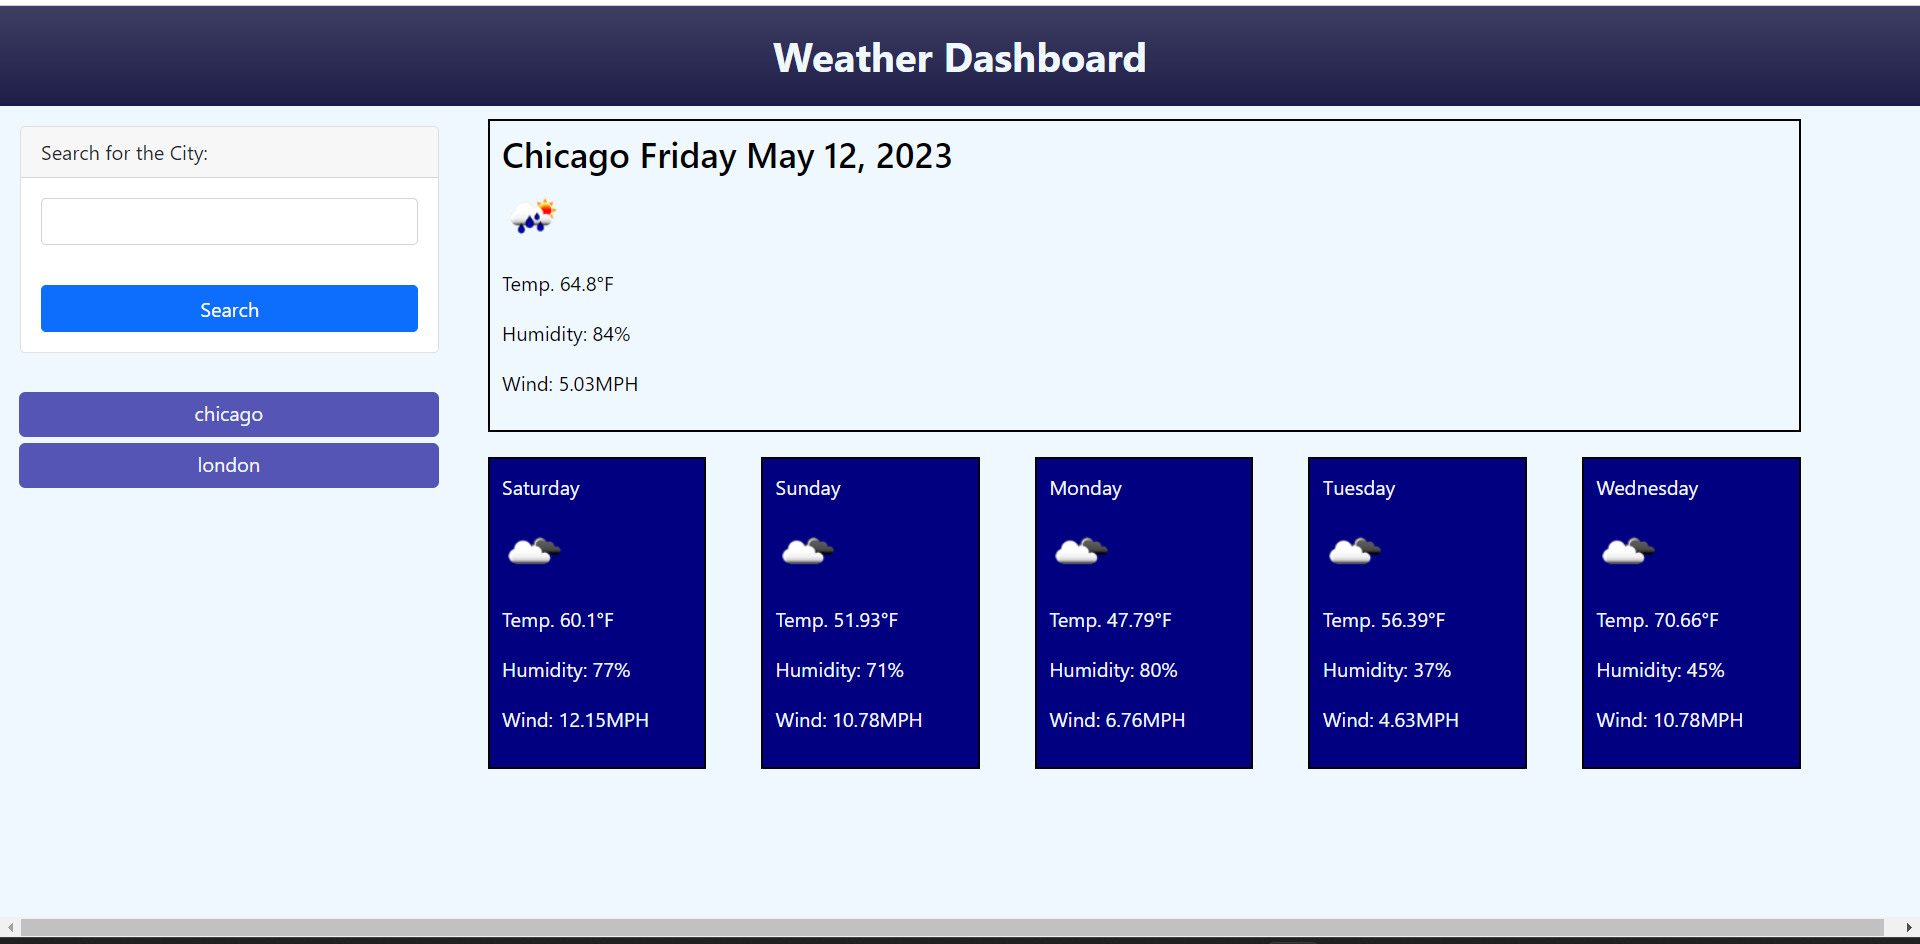 Weather Dashboard
Search for the City:
Search
chicago
london
Chicago Friday May 12, 2023
Temp. 64.8°F
Humidity: 84%
Wind: 5.03MPH
Saturday
Temp. 60.1°F
Humidity: 77%
Wind: 12.15MPH
Sunday
Temp. 51.93°F
Humidity: 71%
Wind: 10.78MPH
Monday
Temp. 47.79°F
Humidity: 80%
Wind: 6.76MPH
Tuesday
Temp. 56.39°F
Humidity: 37%
Wind: 4.63MPH
Wednesday
Temp. 70.66°F
Humidity: 45%
Wind: 10.78MPH